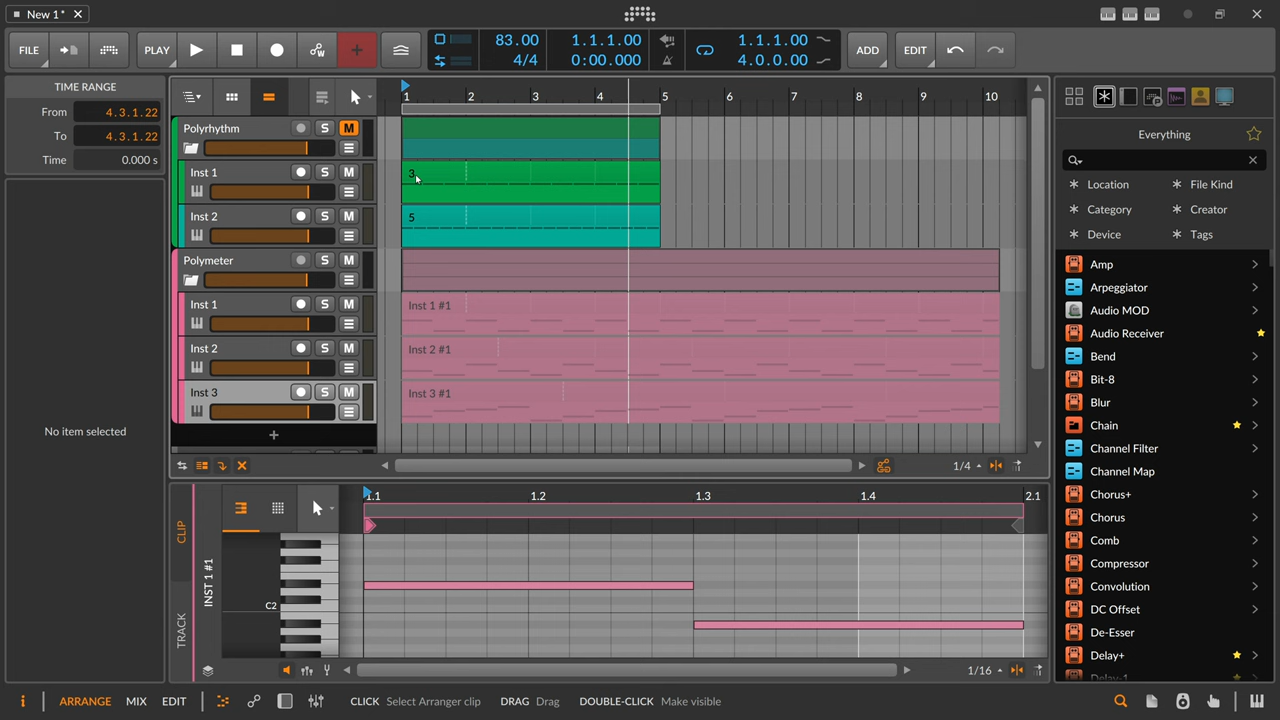 New 1*
FILE
PLAY
83.00
4/4
1.1.1.00
0:00.000
1.1.1.00
4.0.0.00
ADD
EDIT
TIME RANGE
From 4.3.1.22
To 4.3.1.22
Time 0.000 s
No item selected
1 2 3 4 5 6 7 8 9 10
Polyrhythm S M
Inst 1 S M
3
Inst 2 S M
5
Polymeter S M
Inst 1 S M
Inst 1 #1
Inst 2 S M
Inst 2 #1
Inst 3 S M
Inst 3 #1
+
1/4
CLIP
TRACK
INST 1 #1
1.1 1.2 1.3 1.4 2.1
C2
1/16
Everything
Location File Kind
Category Creator
Device Tags
Amp
Arpeggiator
Audio MOD
Audio Receiver
Bend
Bit-8
Blur
Chain
Channel Filter
Channel Map
Chorus+
Chorus
Comb
Compressor
Convolution
DC Offset
De-Esser
Delay+
Delay-1
i ARRANGE MIX EDIT
CLICK Select Arranger clip DRAG Drag DOUBLE-CLICK Make visible